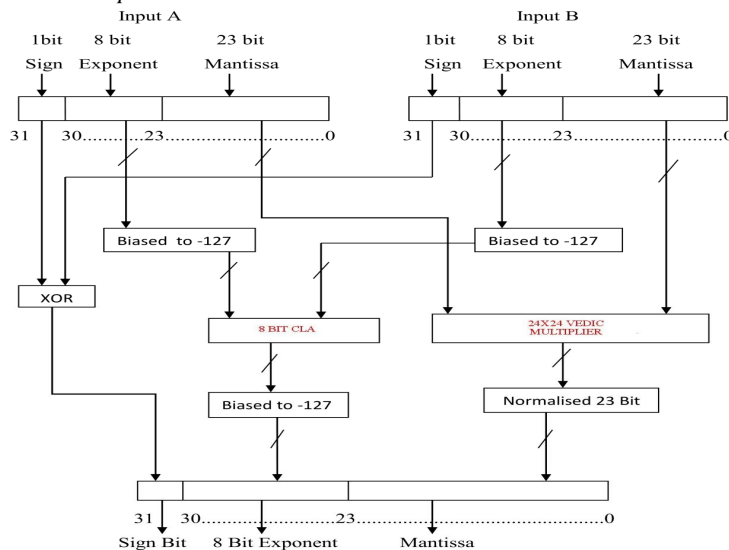 Input A Input B
1bit 8 bit 23 bit 1bit 8 bit 23 bit
Sign Exponent Mantissa Sign Exponent Mantissa
31 30..........23..........................0 31 30..........23..........................0
Biased to -127 Biased to -127
XOR
8 BIT CLA
24X24 VEDIC
MULTIPLIER
Biased to -127 Normalised 23 Bit
31 30........................23............................................0
Sign Bit 8 Bit Exponent Mantissa